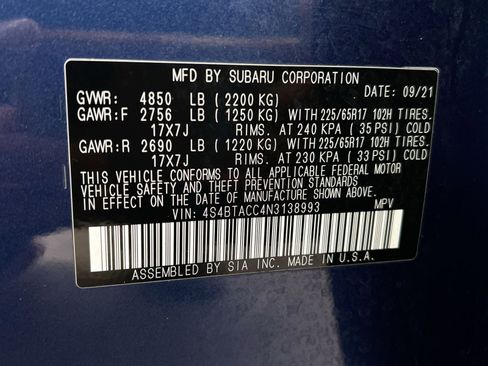 MFD BY SUBARU CORPORATION
DATE: 09/21
GVWR: 4850 LB (2200 KG)
GAWR:F 2756 LB (1250 KG) WITH 225/65R17 102H TIRES.
17X7J RIMS. AT 240 KPA (35 PSI) COLD
GAWR:R 2690 LB (1220 KG) WITH 225/65R17 102H TIRES.
17X7J RIMS. AT 230 KPA (33 PSI) COLD
THIS VEHICLE CONFORMS TO ALL APPLICABLE FEDERAL MOTOR
VEHICLE SAFETY AND THEFT PREVENTION STANDARDS
IN EFFECT ON THE DATE OF MANUFACTURE SHOWN ABOVE.
VIN: 4S4BTACC4N3138993 MPV
ASSEMBLED BY SIA INC. MADE IN U.S.A.